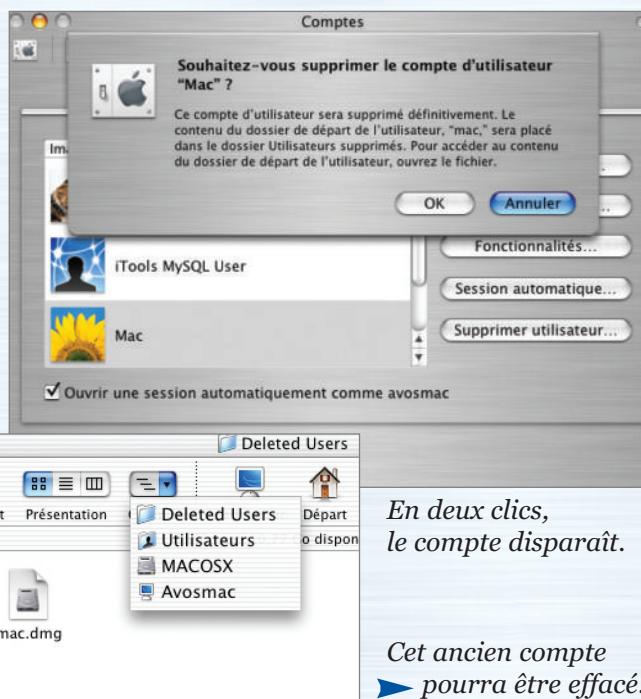 Comptes
Souhaitez-vous supprimer le compte d'utilisateur
“Mac” ?
Ce compte d'utilisateur sera supprimé définitivement. Le
contenu du dossier de départ de l'utilisateur, “mac,” sera placé
dans le dossier Utilisateurs supprimés. Pour accéder au contenu
du dossier de départ de l'utilisateur, ouvrez le fichier.
OK
Annuler
Im
Fonctionnalités...
iTools MySQL User
Session automatique...
Mac
Supprimer utilisateur...
Ouvrir une session automatiquement comme avosmac
Deleted Users
Présentation
Départ
Deleted Users
Utilisateurs
MACOSX
Avosmac
o dispon
mac.dmg
En deux clics,
le compte disparaît.
Cet ancien compte
pourra être effacé